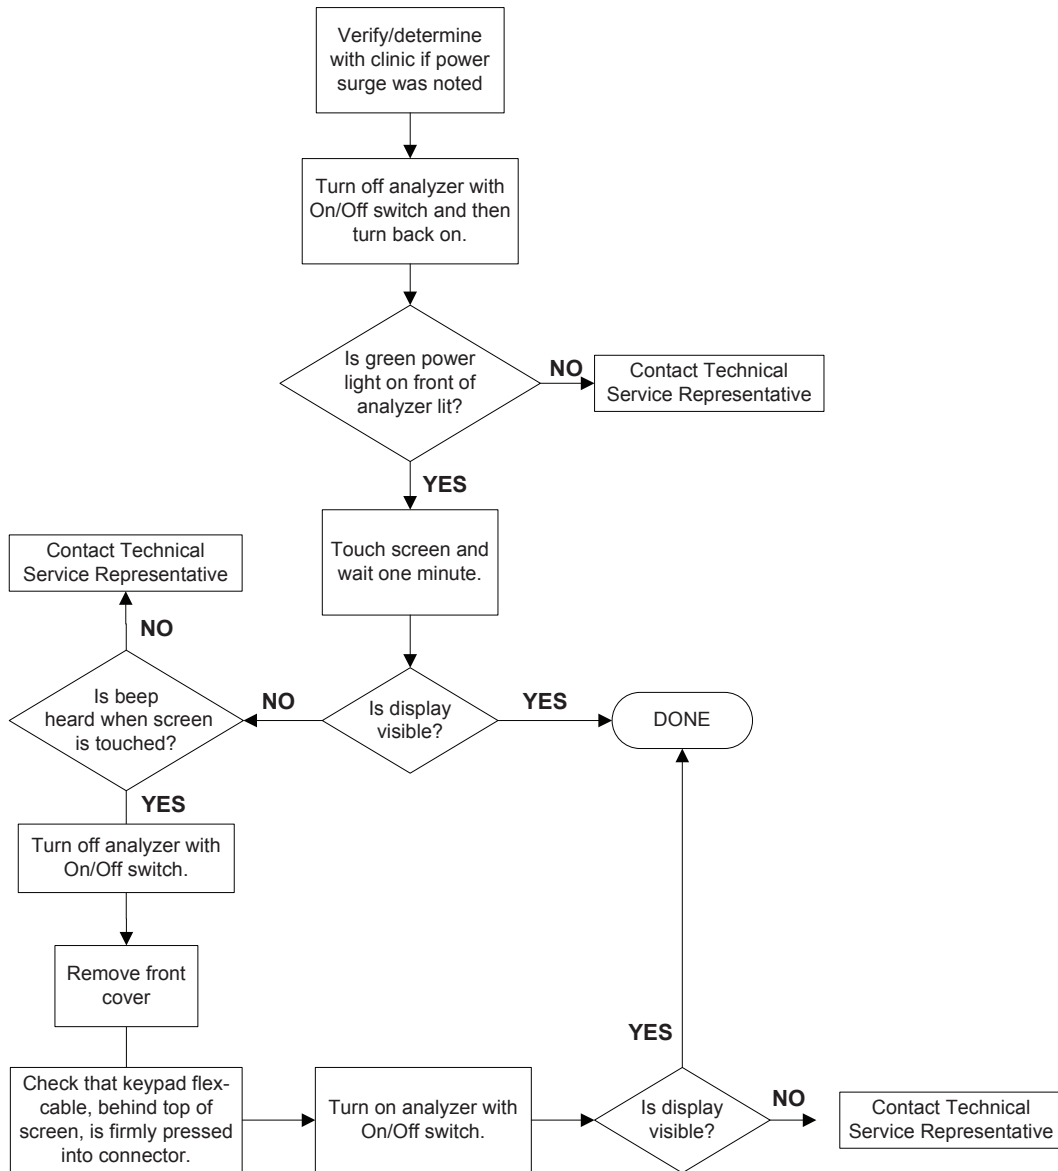 Verify/determine
with clinic if power
surge was noted
Turn off analyzer with
On/Off switch and then
turn back on.
Is green power
light on front of
analyzer lit?
NO
Contact Technical
Service Representative
YES
Touch screen and
wait one minute.
Is display
visible?
YES
DONE
NO
Is beep
heard when screen
is touched?
NO
Contact Technical
Service Representative
YES
Turn off analyzer with
On/Off switch.
Remove front
cover
Check that keypad flex-
cable, behind top of
screen, is firmly pressed
into connector.
Turn on analyzer with
On/Off switch.
Is display
visible?
YES
NO
Contact Technical
Service Representative